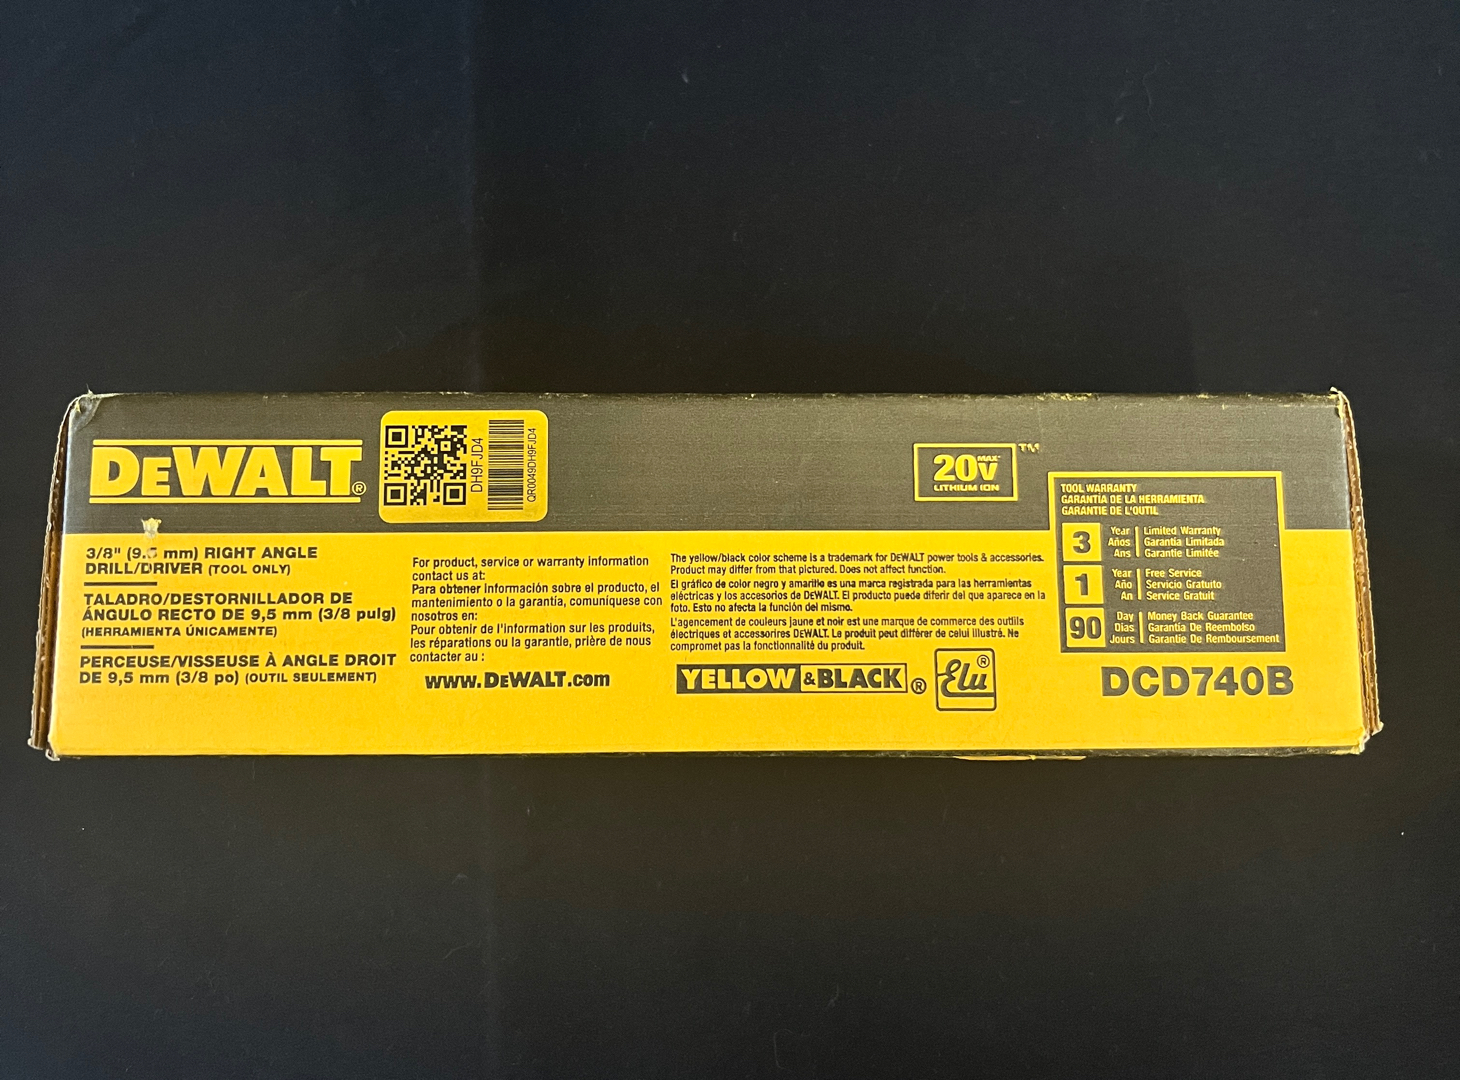 DEWALT®
DH9FJD4
QR0049DH9FJD4
20V MAX* ™
LITHIUM ION
TOOL WARRANTY
GARANTÍA DE LA HERRAMIENTA
GARANTIE DE L'OUTIL
3 Year Limited Warranty
Años Garantía Limitada
Ans Garantie Limitée
1 Year Free Service
Año Servicio Gratuito
An Service Gratuit
90 Day Money Back Guarantee
Días Garantía De Reembolso
Jours Garantie De Remboursement
DCD740B
3/8" (9.5 mm) RIGHT ANGLE
DRILL/DRIVER (TOOL ONLY)
TALADRO/DESTORNILLADOR DE
ÁNGULO RECTO DE 9,5 mm (3/8 pulg)
(HERRAMIENTA ÚNICAMENTE)
PERCEUSE/VISSEUSE À ANGLE DROIT
DE 9,5 mm (3/8 po) (OUTIL SEULEMENT)
For product, service or warranty information
contact us at:
Para obtener información sobre el producto, el
mantenimiento o la garantía, comuníquese con
nosotros en:
Pour obtenir de l'information sur les produits,
les réparations ou la garantie, prière de nous
contacter au :
www.DEWALT.com
The yellow/black color scheme is a trademark for DEWALT power tools & accessories.
Product may differ from that pictured. Does not affect function.
El gráfico de color negro y amarillo es una marca registrada para las herramientas
eléctricas y los accesorios de DEWALT. El producto puede diferir del que aparece en la
foto. Esto no afecta la función del mismo.
L'agencement de couleurs jaune et noir est une marque de commerce des outils
électriques et accessoires DEWALT. Le produit peut différer de celui illustré. Ne
compromet pas la fonctionnalité du produit.
YELLOW & BLACK®
Elu®